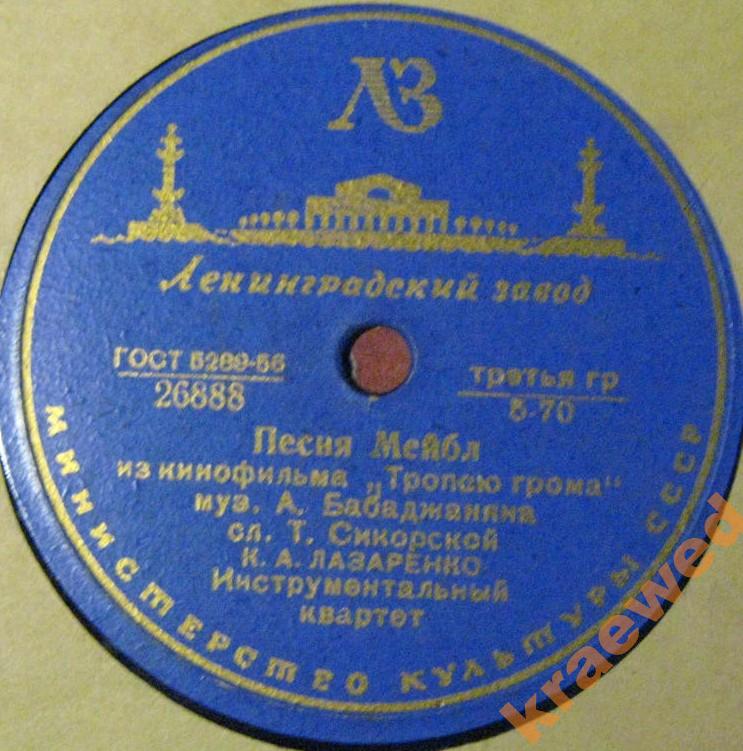 ЛЗ
Ленинградский завод
ГОСТ 5289-56
26888
третья гр
8-70
Песня Мейбл
из кинофильма „Тропою грома“
муз. А. Бабаджаняна
сл. Т. Сикорской
К. А. ЛАЗАРЕНКО
Инструментальный
квартет
МИНИСТЕРСТВО КУЛЬТУРЫ СССР
kraewed